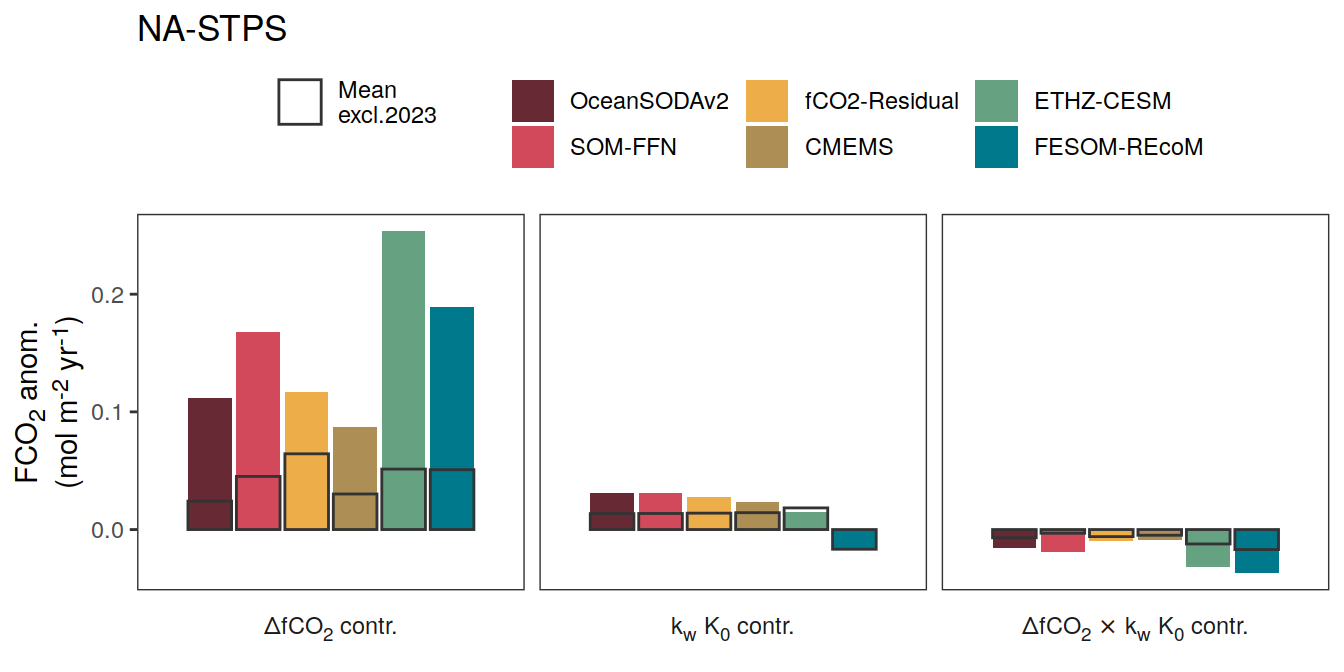 NA-STPS
Mean
excl.2023
OceanSODAv2
fCO2-Residual
ETHZ-CESM
SOM-FFN
CMEMS
FESOM-REcoM
FCO₂ anom.
(mol m⁻² yr⁻¹)
0.2
0.1
0.0
ΔfCO₂ contr.
k_w K₀ contr.
ΔfCO₂ × k_w K₀ contr.